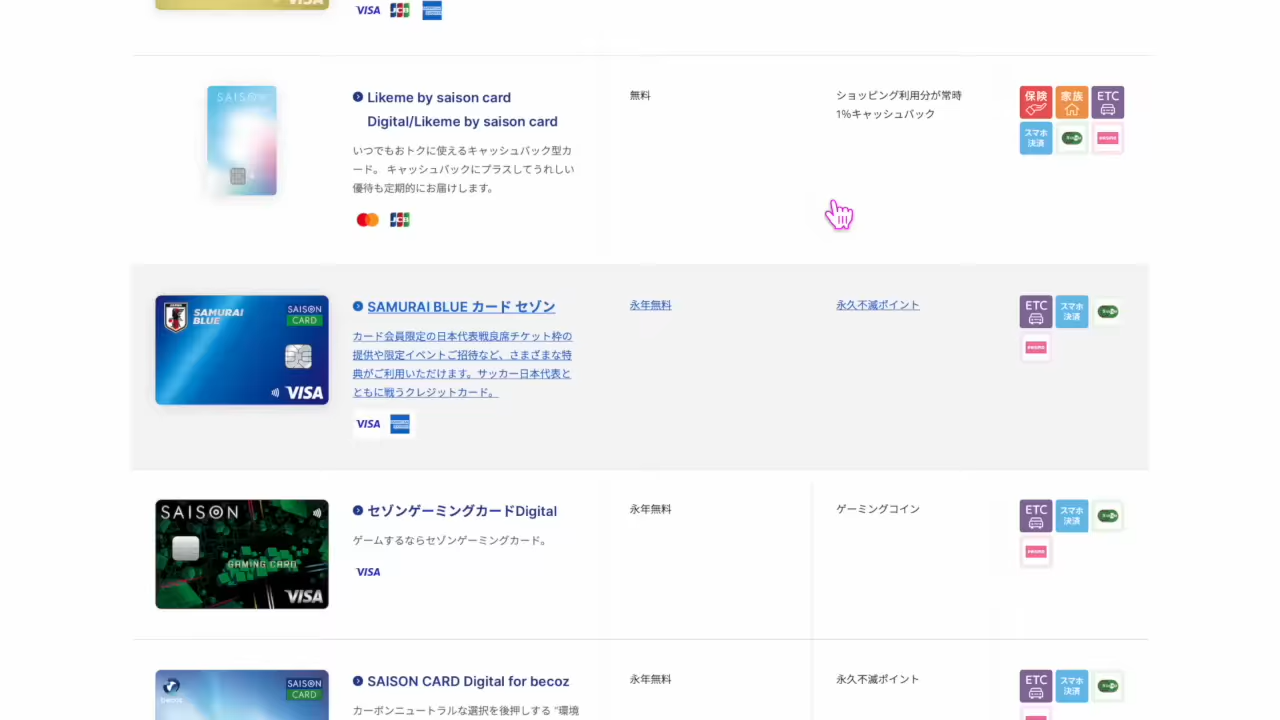 VISA
VISA JCB
SAISON
Likeme by saison card
Digital/Likeme by saison card
いつでもおトクに使えるキャッシュバック型カ
ード。 キャッシュバックにプラスしてうれしい
優待も定期的にお届けします。
JCB
無料
ショッピング利用分が常時
1%キャッシュバック
保険 家族 ETC
スマホ
決済
SAMURAI
BLUE
SAISON
CARD
VISA
SAMURAI BLUE カード セゾン
カード会員限定の日本代表戦良席チケット枠の
提供や限定イベントご招待など、さまざまな特
典がご利用いただけます。サッカー日本代表と
ともに戦うクレジットカード。
VISA
永年無料
永久不滅ポイント
ETC スマホ
決済
SAISON
GAMING CARD
VISA
セゾンゲーミングカードDigital
ゲームするならセゾンゲーミングカード。
VISA
永年無料
ゲーミングコイン
ETC スマホ
決済
becoz
SAISON
CARD
SAISON CARD Digital for becoz
カーボンニュートラルな選択を後押しする “環境
永年無料
永久不滅ポイント
ETC スマホ
決済